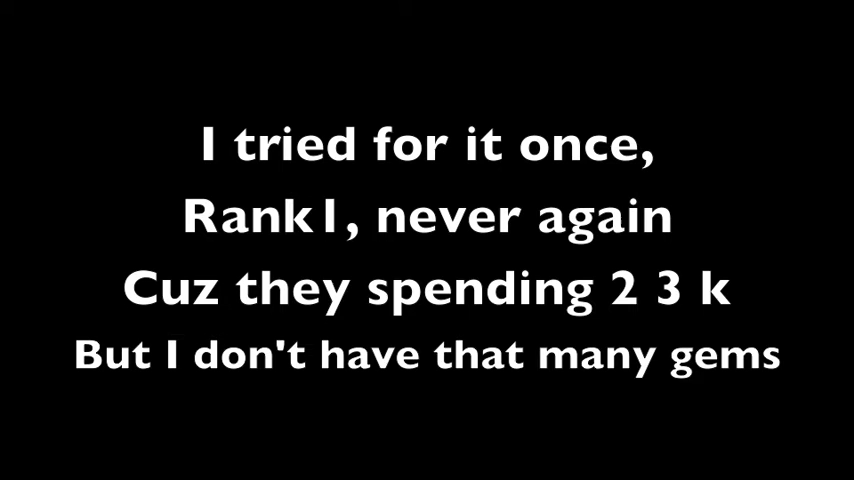 I tried for it once,
Rank1, never again
Cuz they spending 2 3 k
But I don't have that many gems